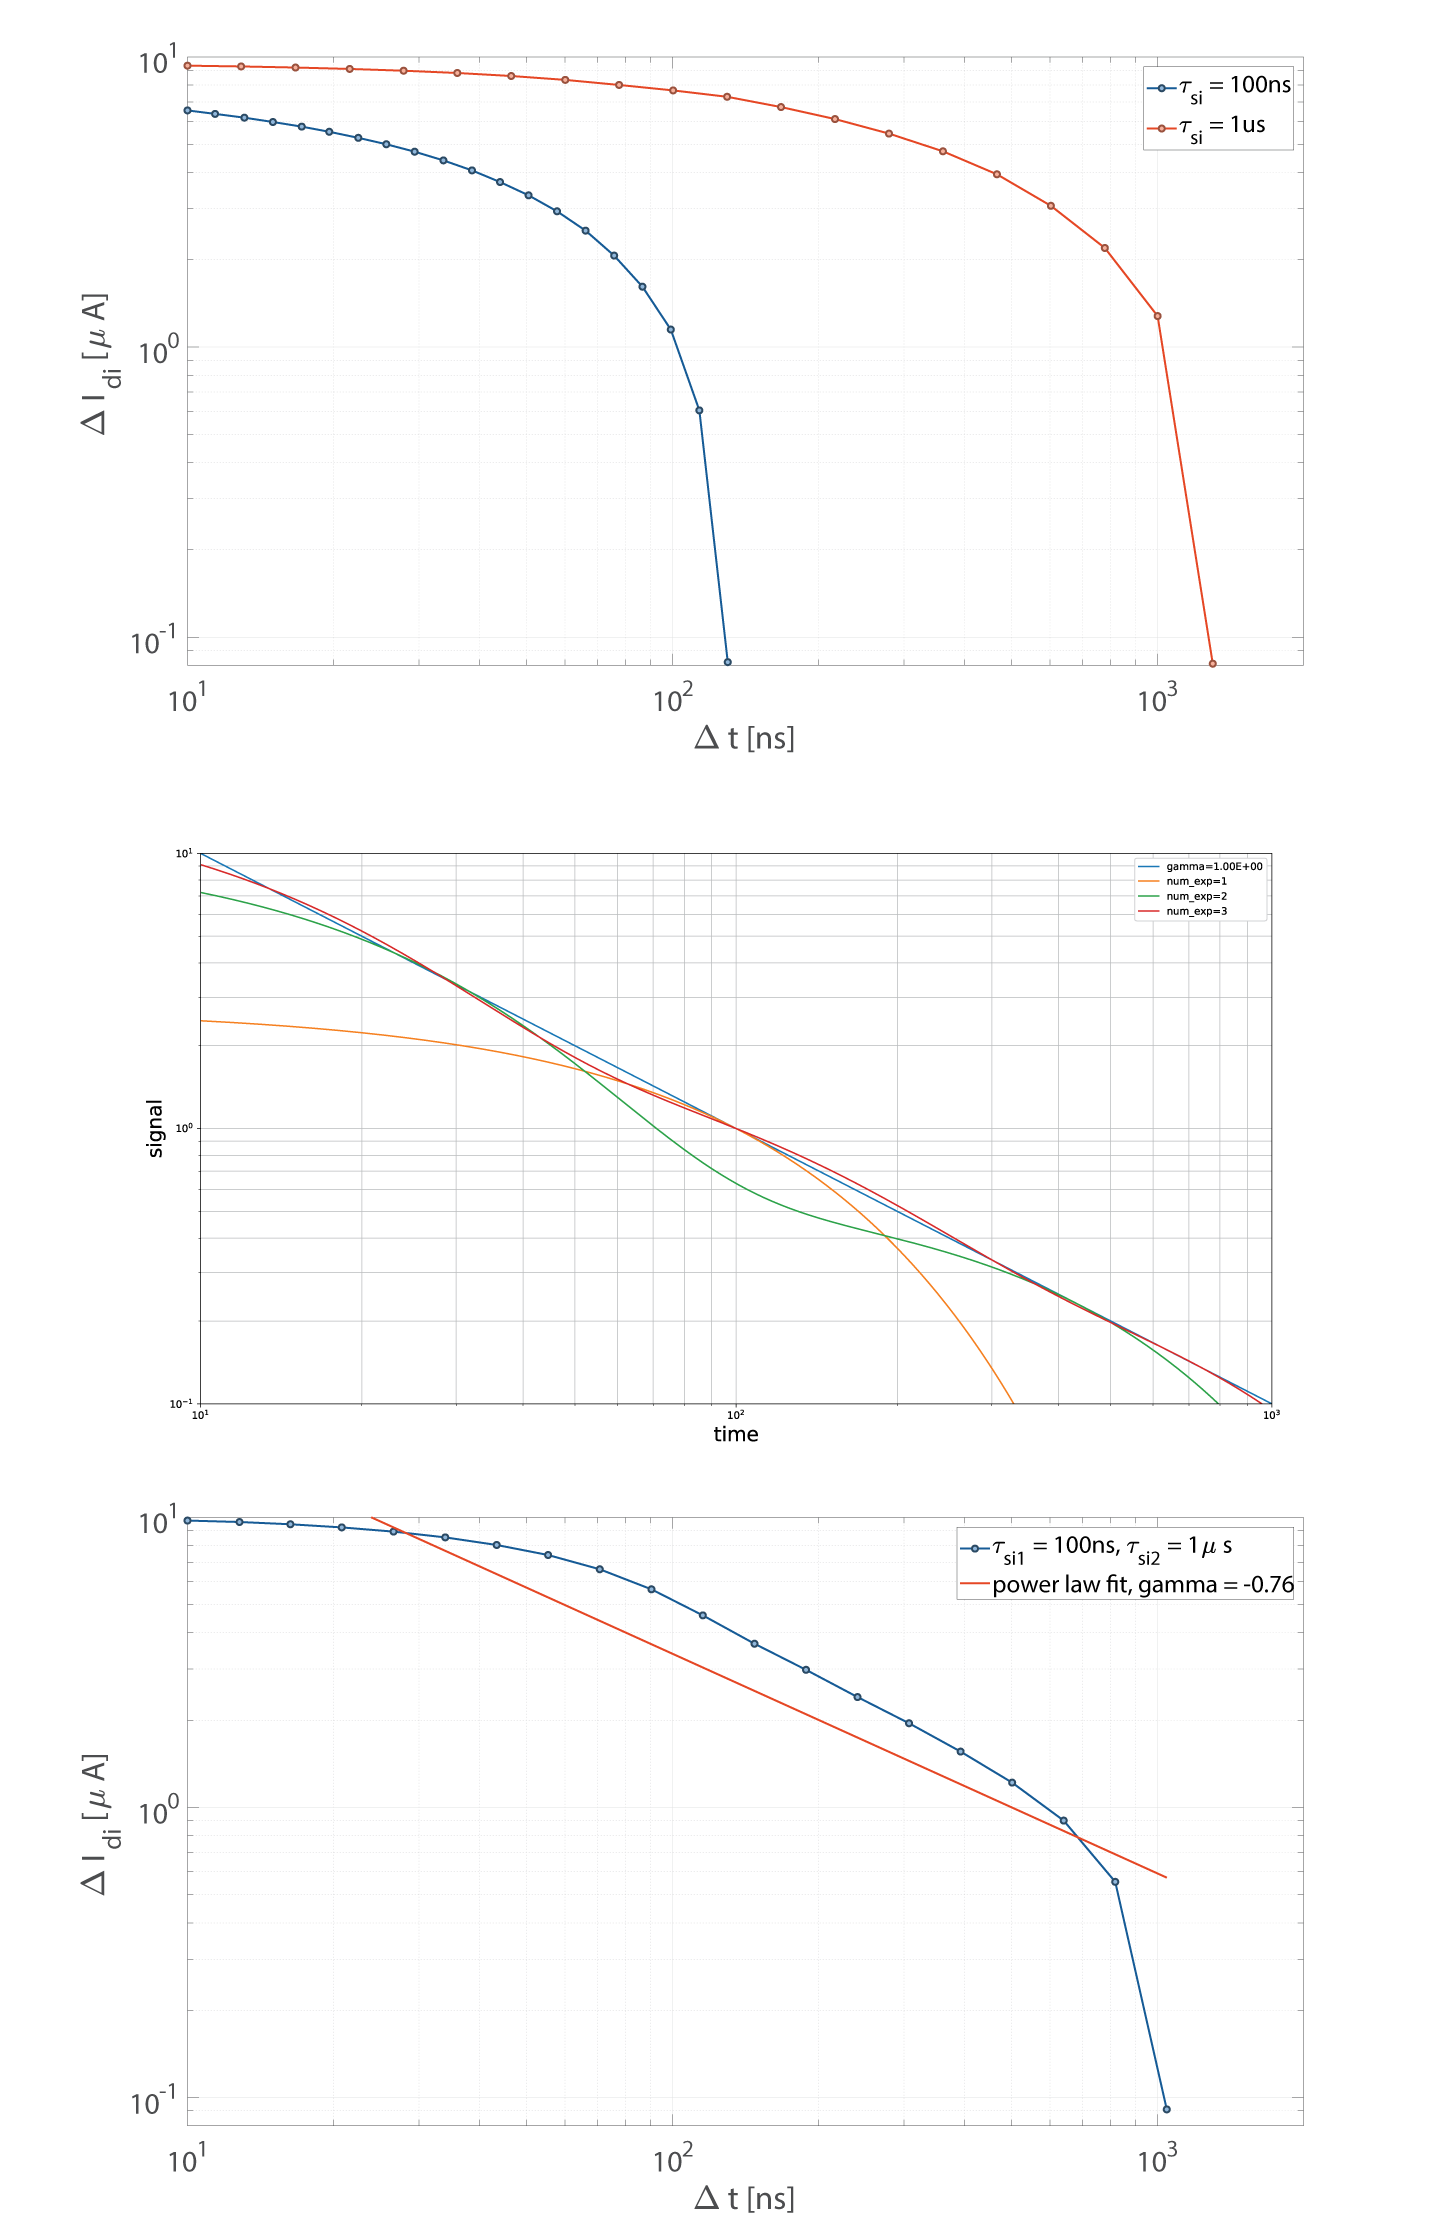 10^1
10^0
10^-1
Δ I_di [μ A]
τ_si = 100ns
τ_si = 1us
10^1 10^2 10^3
Δ t [ns]
10^1
10^0
10^-1
signal
gamma=1.00E+00
num_exp=1
num_exp=2
num_exp=3
10^1 10^2 10^3
time
10^1
10^0
10^-1
Δ I_di [μ A]
τ_si1 = 100ns, τ_si2 = 1μ s
power law fit, gamma = -0.76
10^1 10^2 10^3
Δ t [ns]